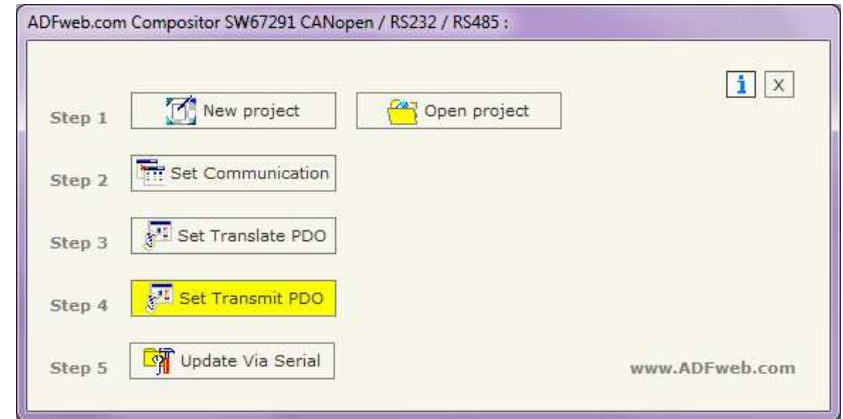 ADFweb.com Compositor SW67291 CANopen / RS232 / RS485 :
i X
Step 1 New project Open project
Step 2 Set Communication
Step 3 Set Translate PDO
Step 4 Set Transmit PDO
Step 5 Update Via Serial
www.ADFweb.com